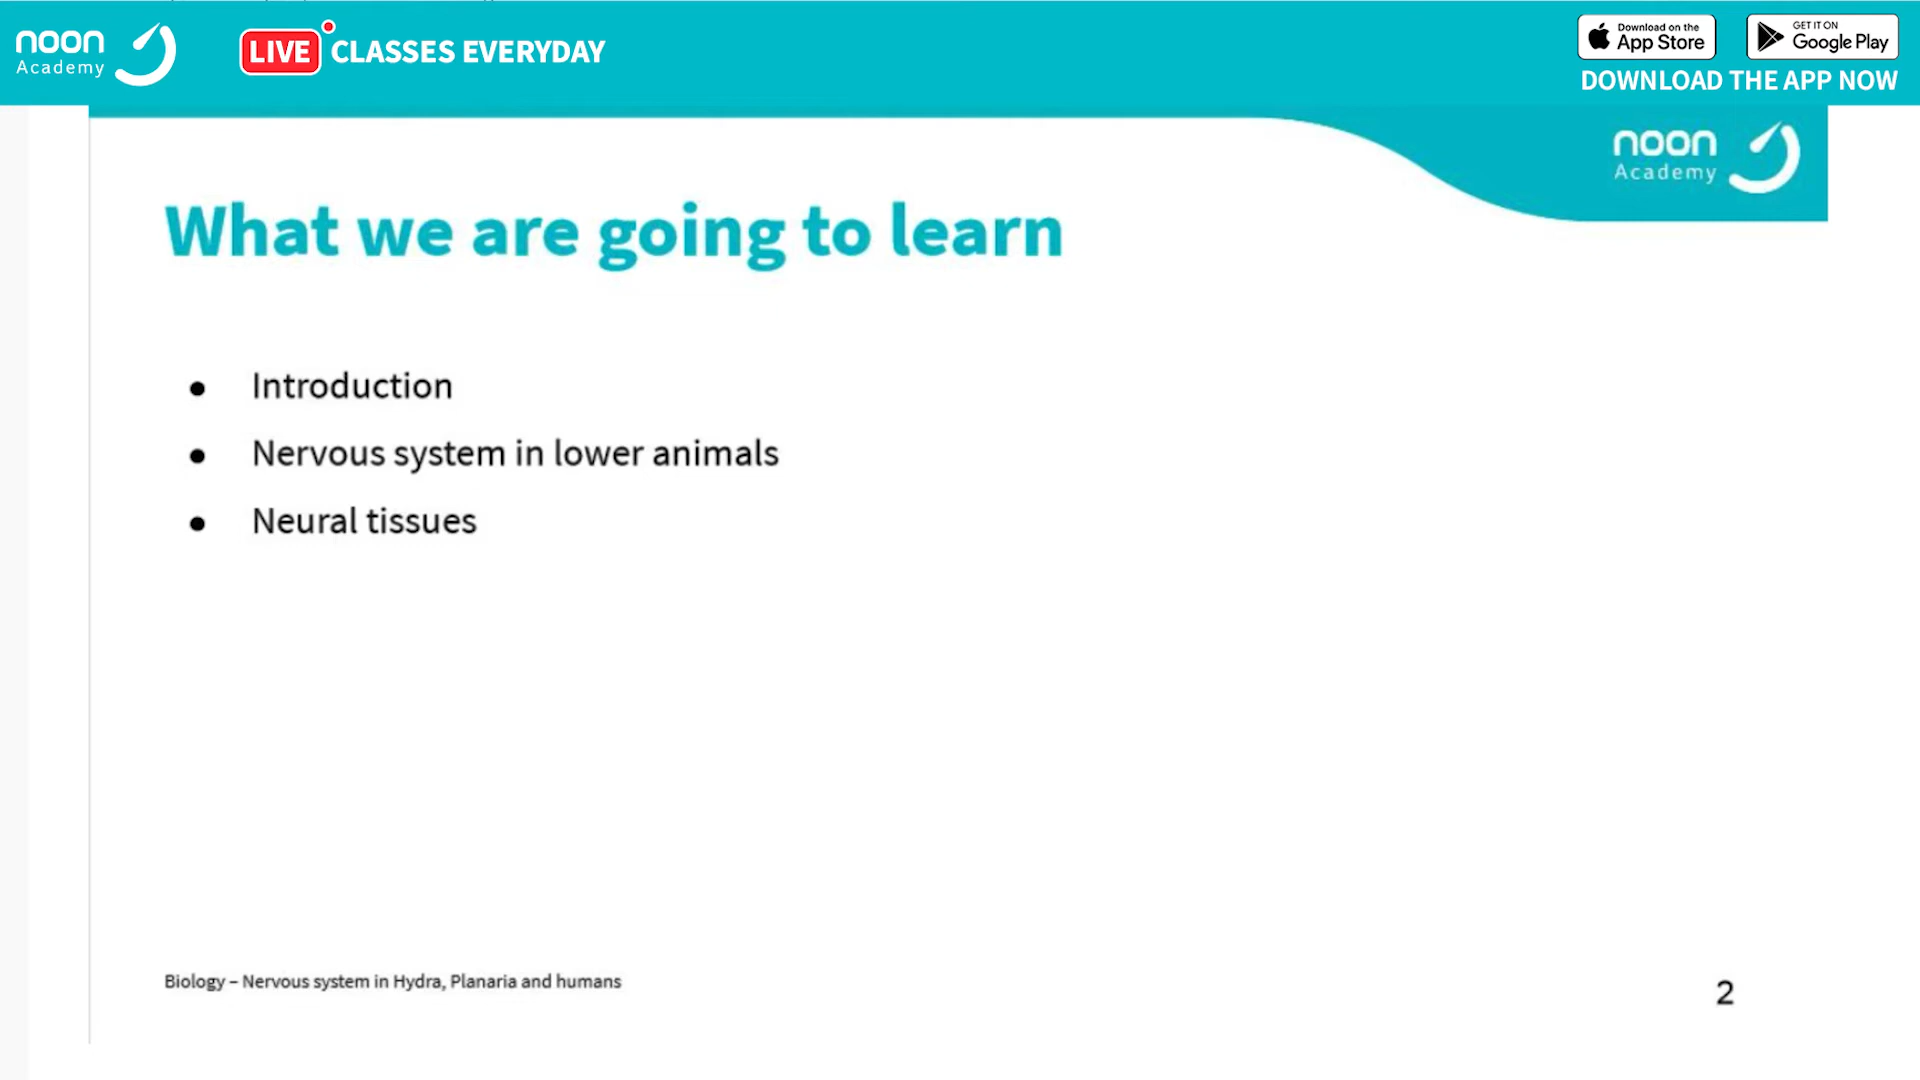 noon
Academy
LIVE CLASSES EVERYDAY
Download on the
App Store
GET IT ON
Google Play
DOWNLOAD THE APP NOW
noon
Academy
What we are going to learn
● Introduction
● Nervous system in lower animals
● Neural tissues
Biology – Nervous system in Hydra, Planaria and humans
2